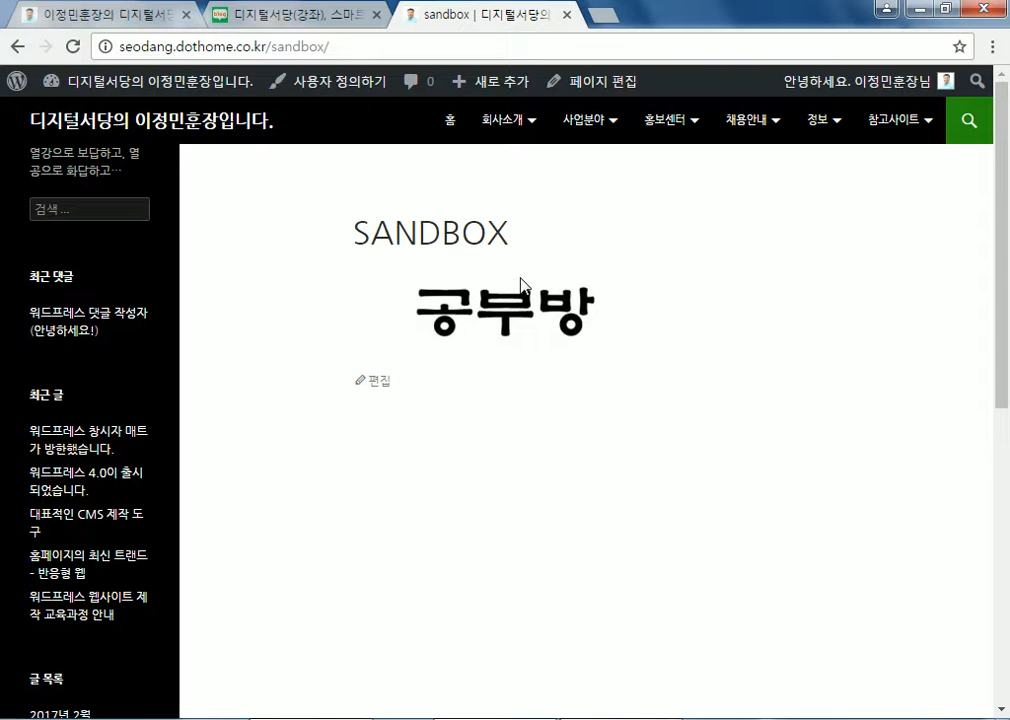 이정민훈장의 디지털서당
디지털서당(강좌), 스마트
sandbox | 디지털서당의
seodang.dothome.co.kr/sandbox/
디지털서당의 이정민훈장입니다. 사용자 정의하기 0 새로 추가 페이지 편집 안녕하세요. 이정민훈장님
디지털서당의 이정민훈장입니다. 홈 회사소개 사업분야 홍보센터 채용안내 정보 참고사이트
열강으로 보답하고, 열
공으로 화답하고…
검색 ...
SANDBOX
공부방
편집
최근 댓글
워드프레스 댓글 작성자
(안녕하세요!)
최근 글
워드프레스 창시자 매트
가 방한했습니다.
워드프레스 4.0이 출시
되었습니다.
대표적인 CMS 제작 도
구
홈페이지의 최신 트랜드
- 반응형 웹
워드프레스 웹사이트 제
작 교육과정 안내
글 목록
2017년 2월